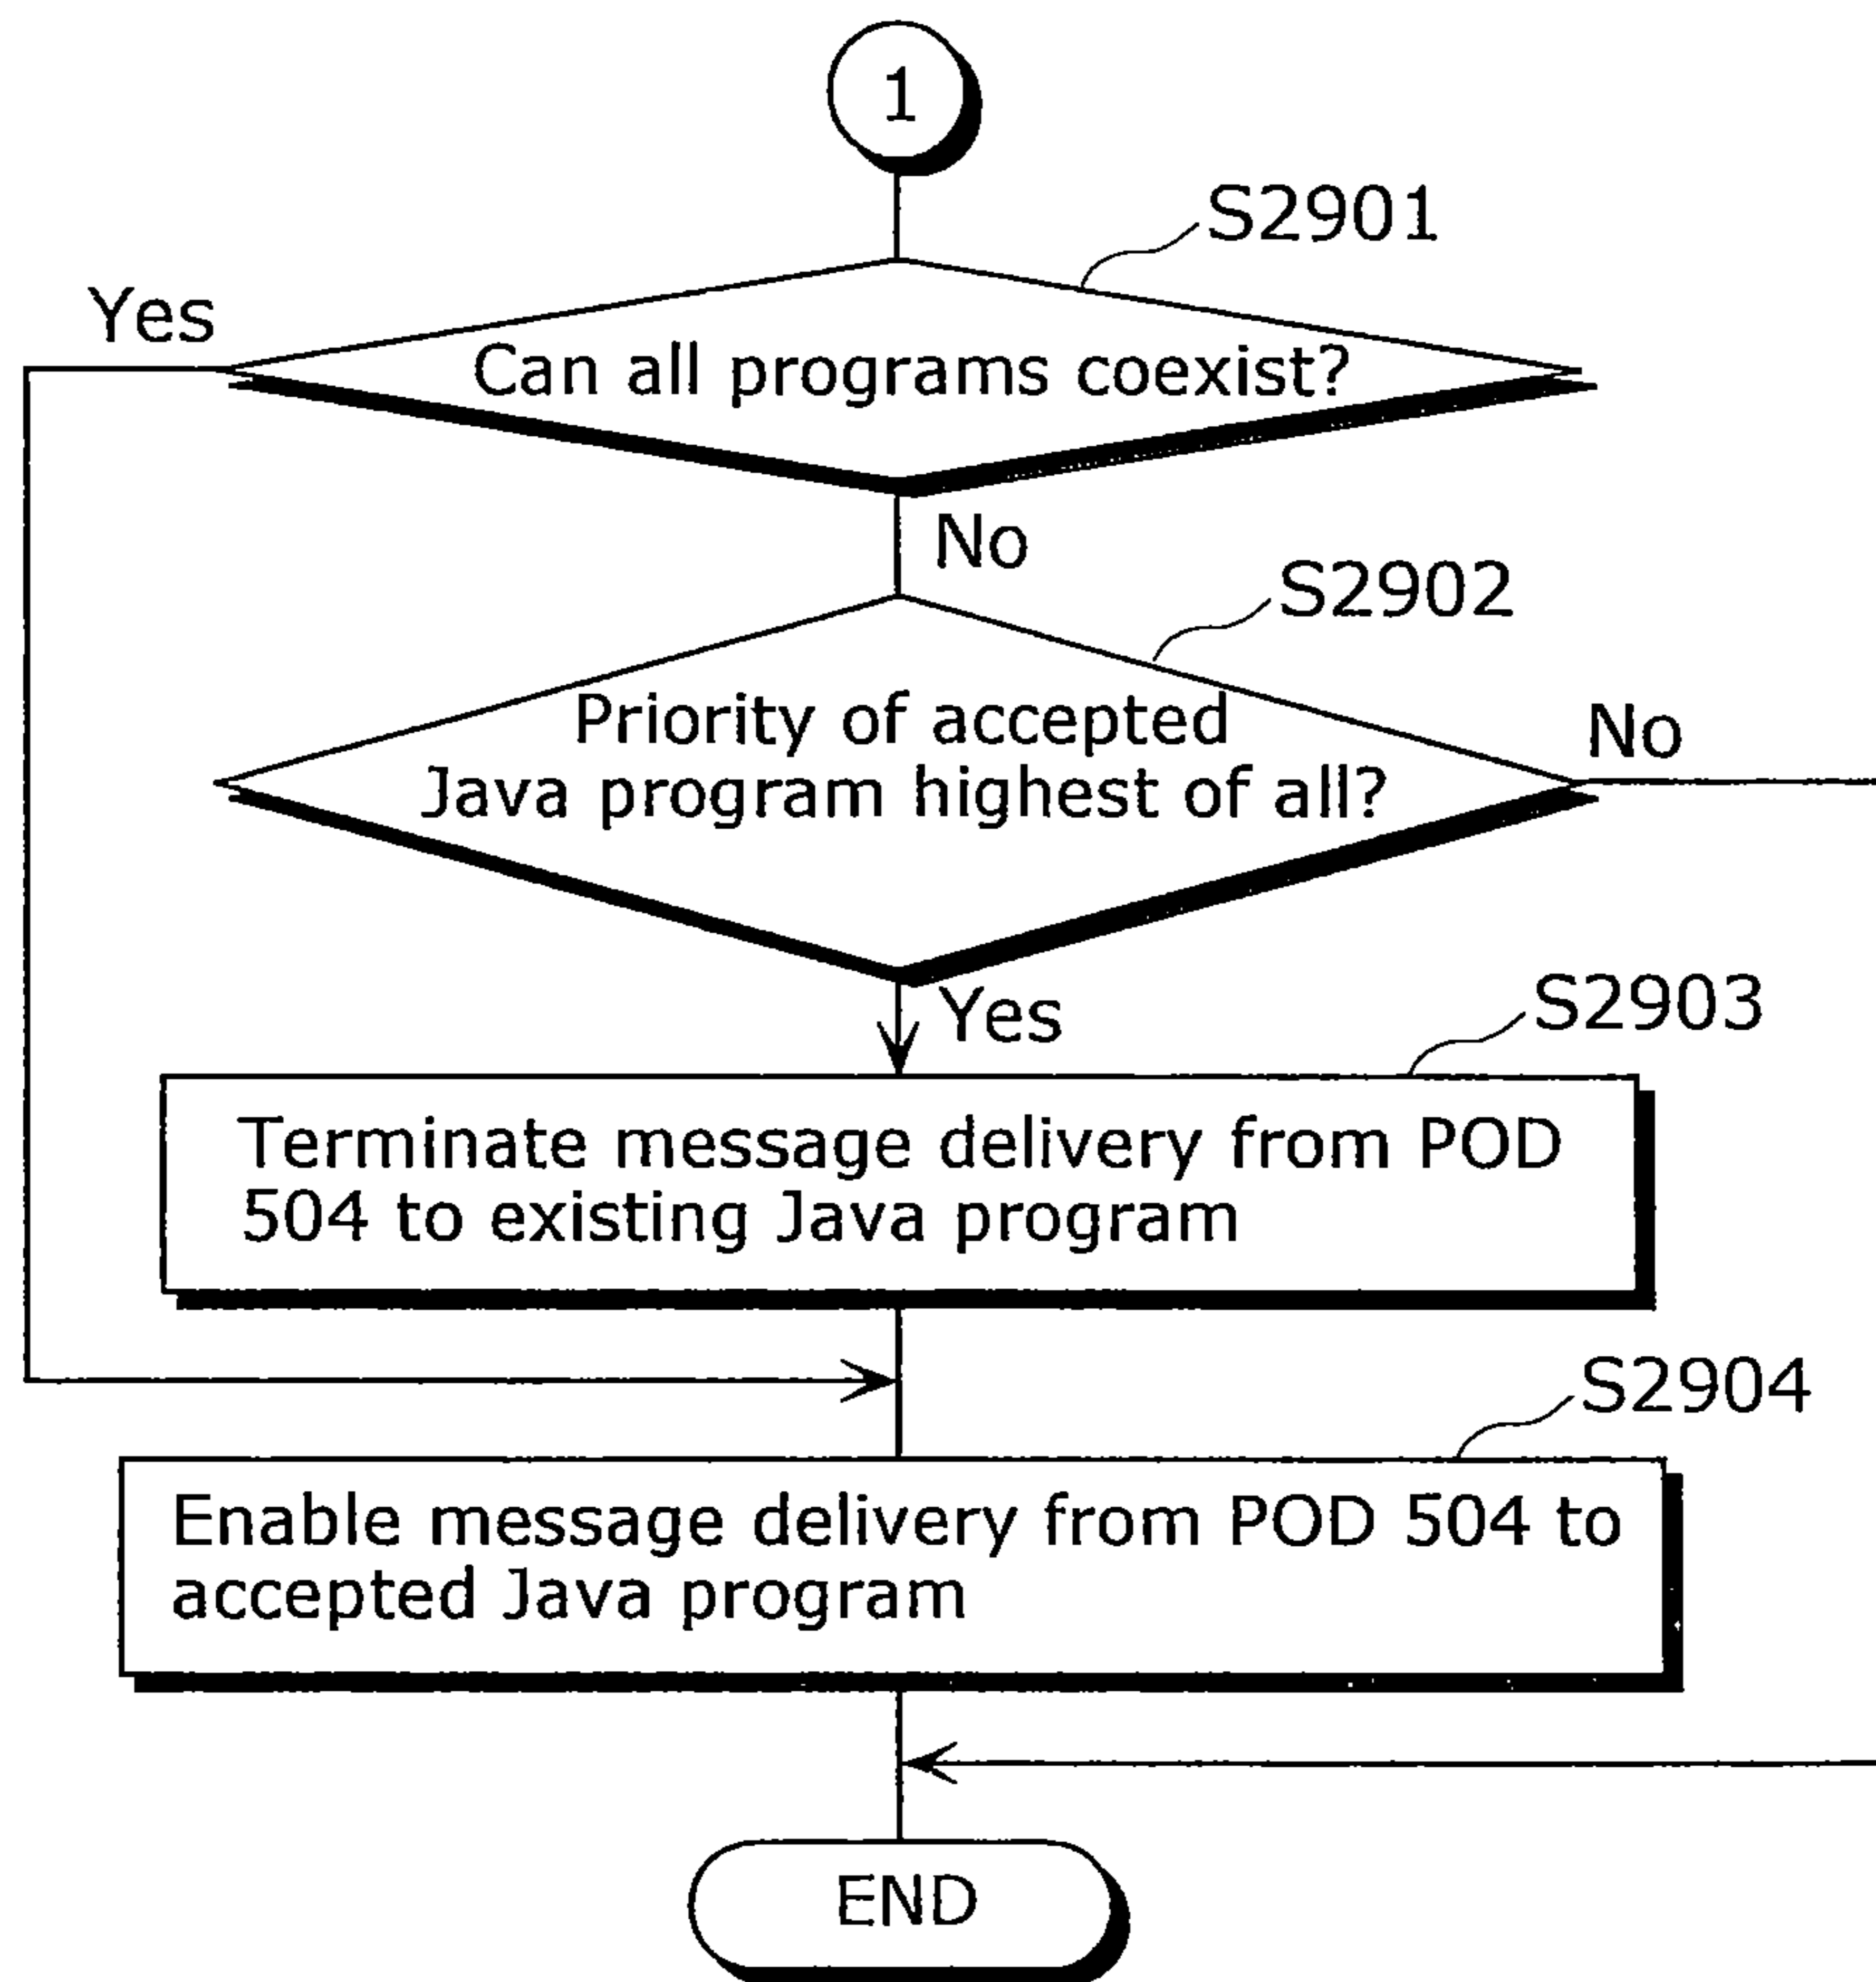 1
S2901
Yes
Can all programs coexist?
No
S2902
Priority of accepted
Java program highest of all?
No
Yes
S2903
Terminate message delivery from POD
504 to existing Java program
S2904
Enable message delivery from POD 504 to
accepted Java program
END